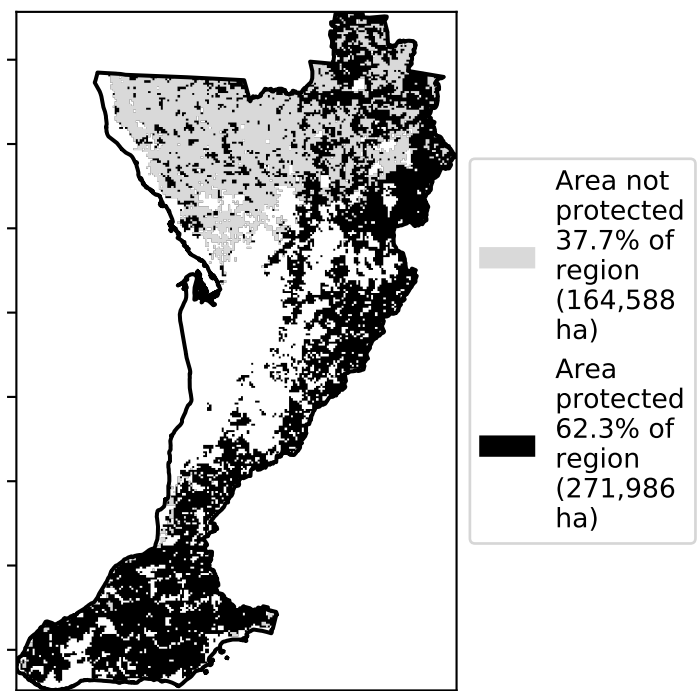 Area not
protected
37.7% of
region
(164,588
ha)
Area
protected
62.3% of
region
(271,986
ha)